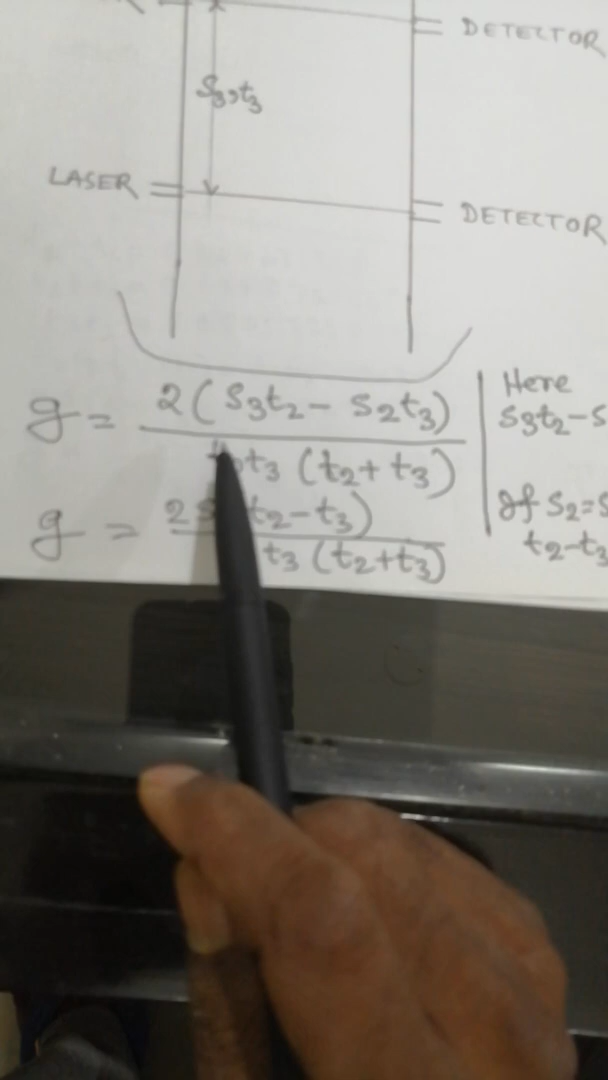 DETECTOR
S₃,t₃
LASER
DETECTOR
g = 2(S₃t₂ - S₂t₃)
t₃ (t₂ + t₃)
g = 2S t₂-t₃)
t₃ (t₂+t₃)
Here
S₃t₂-S
If S₂=S
t₂-t₃